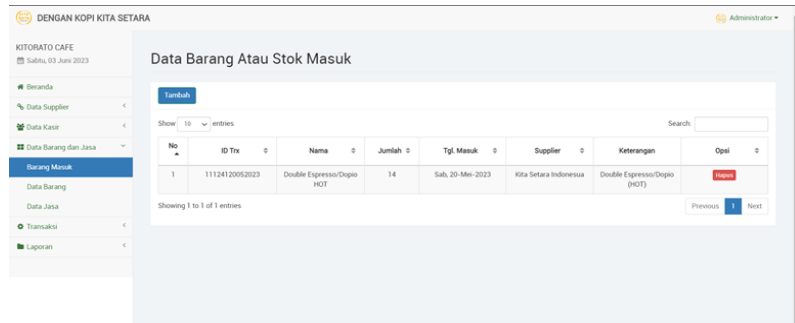 DENGAN KOPI KITA SETARA
Administrator
KITORATO CAFE
Sabtu, 03 Juni 2023
Beranda
Data Supplier
Data Kasir
Data Barang dan Jasa
Barang Masuk
Data Barang
Data Jasa
Transaksi
Laporan
Data Barang Atau Stok Masuk
Tambah
Show 10 entries
Search:
No ID Trx Nama Jumlah Tgl. Masuk Supplier Keterangan Opsi
1 11124120052023 Double Espresso/Dopio HOT 14 Sab, 20-Mei-2023 Kita Setara Indonesua Double Espresso/Dopio (HOT) Hapus
Showing 1 to 1 of 1 entries
Previous 1 Next